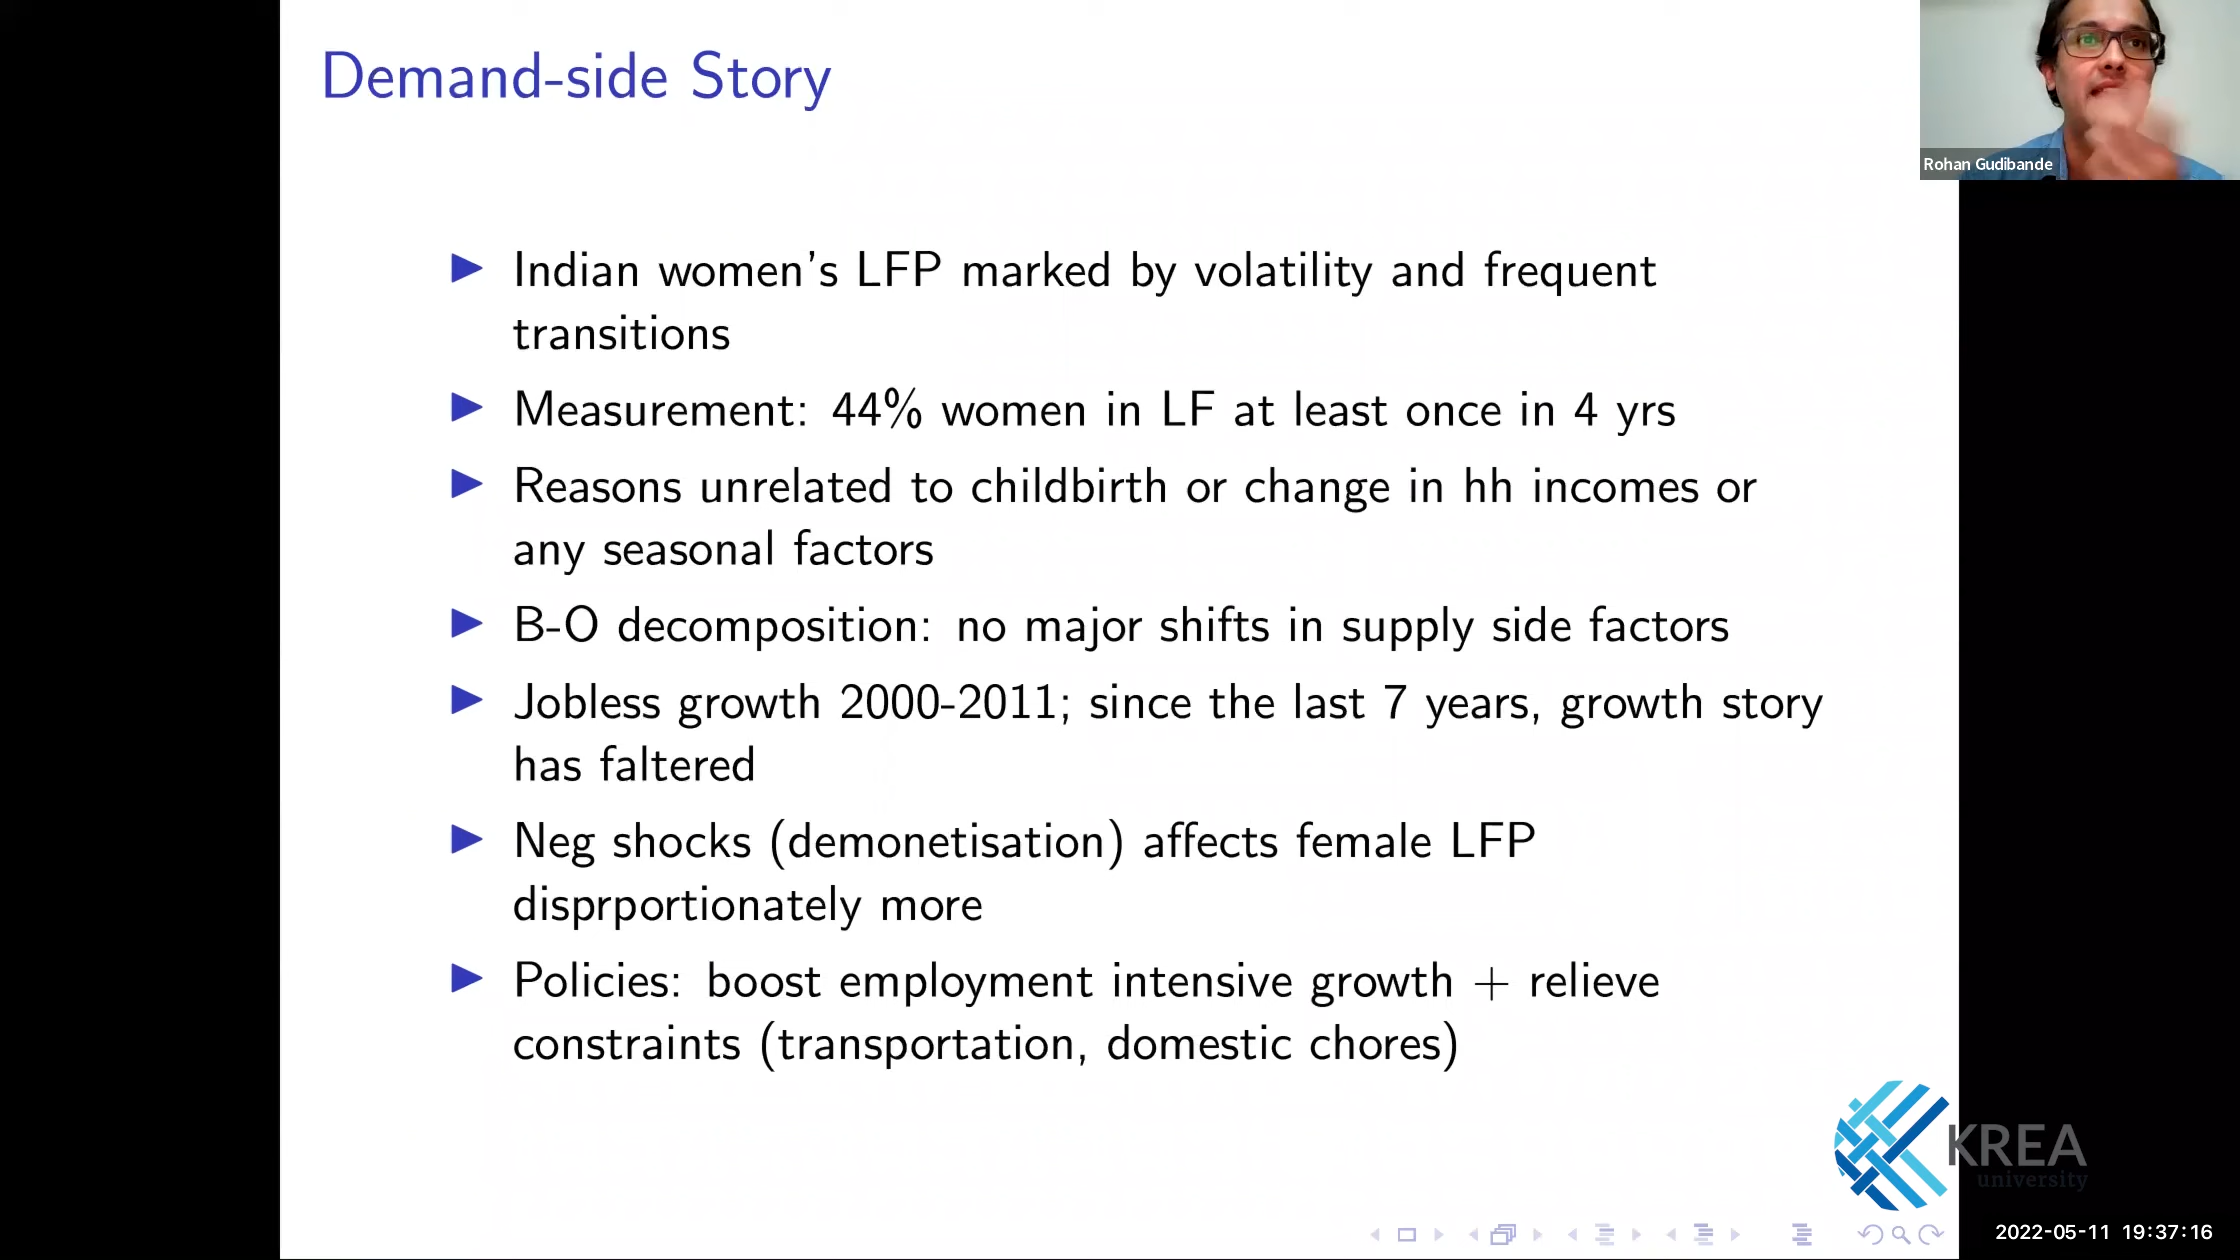 Demand-side Story
Rohan Gudibande
Indian women's LFP marked by volatility and frequent
transitions
Measurement: 44% women in LF at least once in 4 yrs
Reasons unrelated to childbirth or change in hh incomes or
any seasonal factors
B-O decomposition: no major shifts in supply side factors
Jobless growth 2000-2011; since the last 7 years, growth story
has faltered
Neg shocks (demonetisation) affects female LFP
disprportionately more
Policies: boost employment intensive growth + relieve
constraints (transportation, domestic chores)
KREA
university
2022-05-11 19:37:16